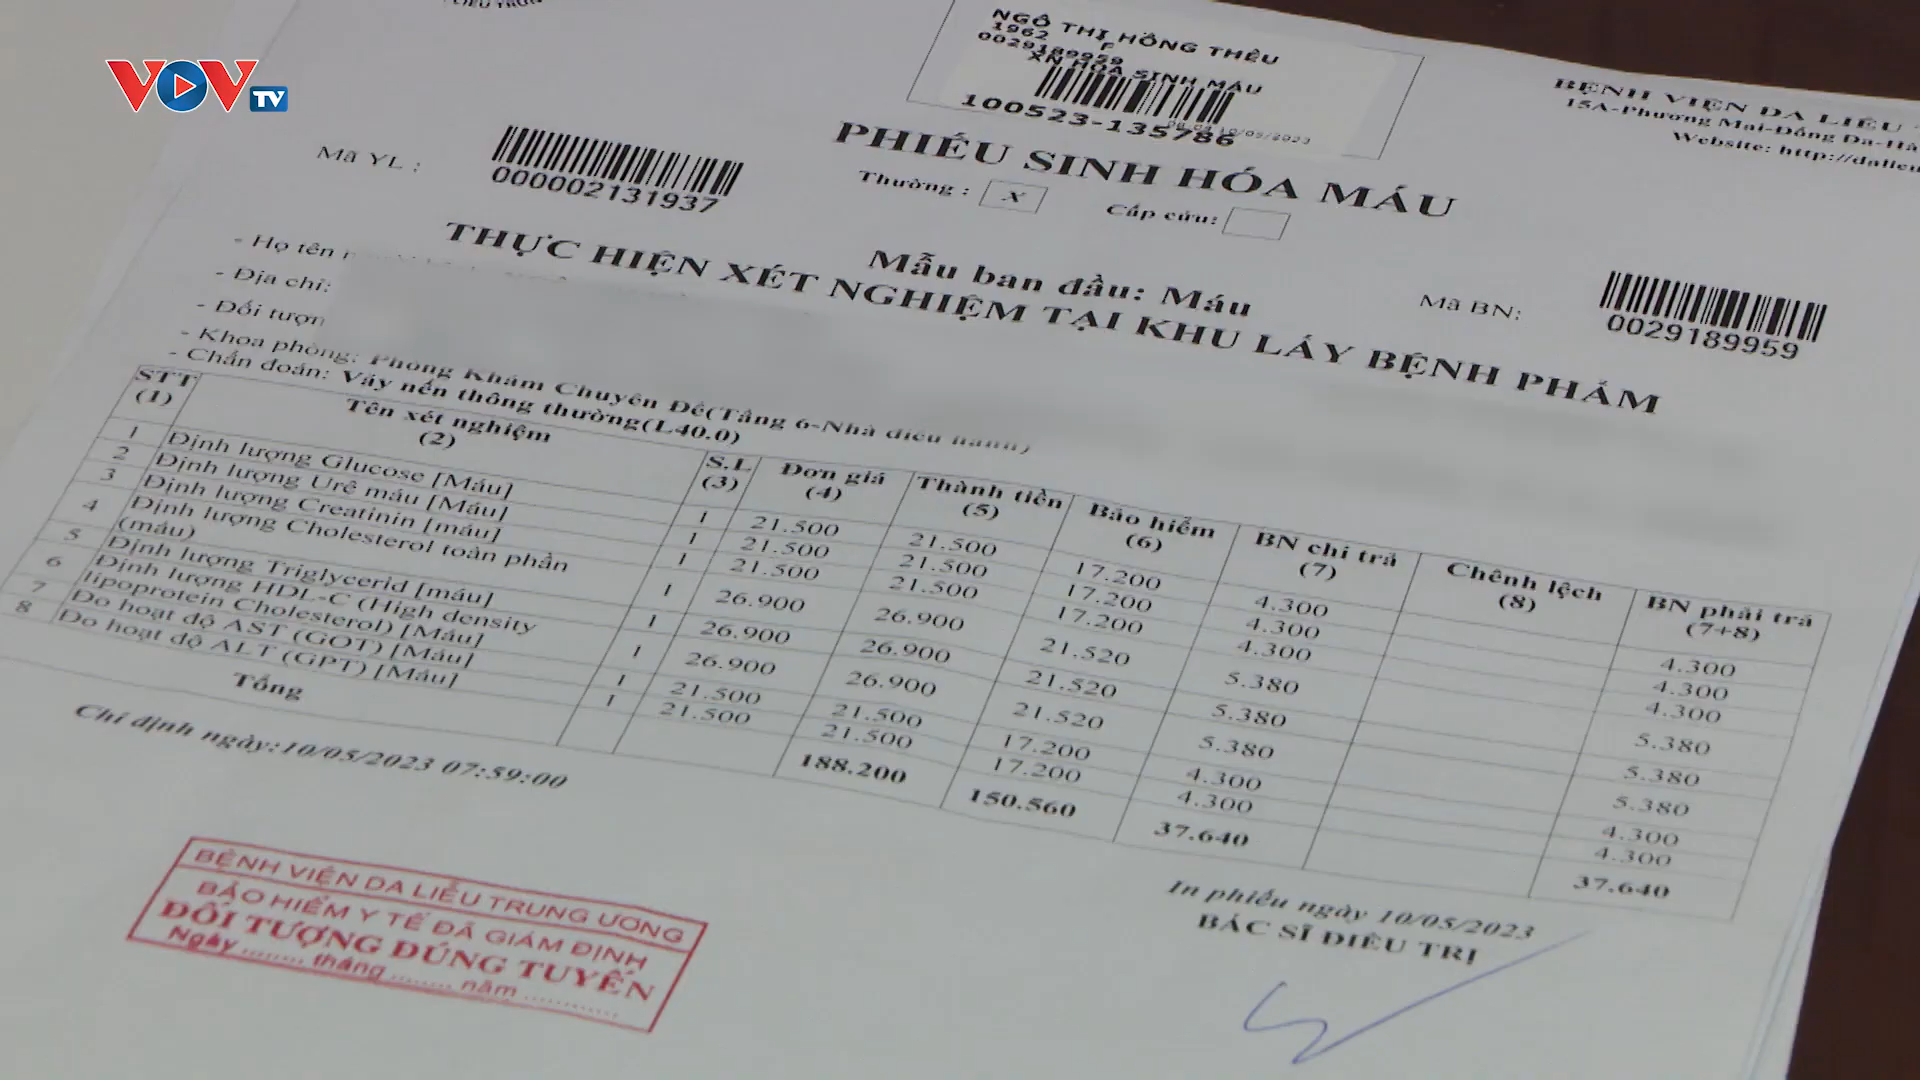 VOV TV
NGÔ THỊ HỒNG THÊU
1962 F
0029189959
XN HÓA SINH MÁU
100523-135786
10/05/2023
BỆNH VIỆN DA LIỄU
15A-Phương Mai-Đống Đa-Hà
Website: http://dalieu
PHIẾU SINH HÓA MÁU
Mã YL :
000002131937
Thường : X
Cấp cứu:
Mẫu ban đầu: Máu
Mã BN:
0029189959
THỰC HIỆN XÉT NGHIỆM TẠI KHU LẤY BỆNH PHẨM
- Họ tên
- Địa chỉ:
- Đối tượn
- Khoa phòng: Phòng Khám Chuyên Đề(Tầng 6-Nhà điều hành)
- Chẩn đoán: Vảy nến thông thường(L40.0)
STT (1) Tên xét nghiệm (2) S.L (3) Đơn giá (4) Thành tiền (5) Bảo hiểm (6) BN chi trả (7) Chênh lệch (8) BN phải trả (7+8)
1 Định lượng Glucose [Máu] 1 21.500 21.500 17.200 4.300 4.300
2 Định lượng Urê máu [Máu] 1 21.500 21.500 17.200 4.300 4.300
3 Định lượng Creatinin [máu] 1 21.500 21.500 17.200 4.300 4.300
4 Định lượng Cholesterol toàn phần (máu) 1 26.900 26.900 21.520 5.380 5.380
5 Định lượng Triglycerid [máu] 1 26.900 26.900 21.520 5.380 5.380
6 Định lượng HDL-C (High density lipoprotein Cholesterol) [Máu] 1 26.900 26.900 21.520 5.380 5.380
7 Đo hoạt độ AST (GOT) [Máu] 1 21.500 21.500 17.200 4.300 4.300
8 Đo hoạt độ ALT (GPT) [Máu] 1 21.500 21.500 17.200 4.300 4.300
Tổng 188.200 150.560 37.640 37.640
Chỉ định ngày:10/05/2023 07:59:00
In phiếu ngày 10/05/2023
BÁC SĨ ĐIỀU TRỊ
BỆNH VIỆN DA LIỄU TRUNG ƯƠNG
BẢO HIỂM Y TẾ ĐÃ GIÁM ĐỊNH
ĐỐI TƯỢNG ĐÚNG TUYẾN
Ngày ........ tháng ........ năm ............